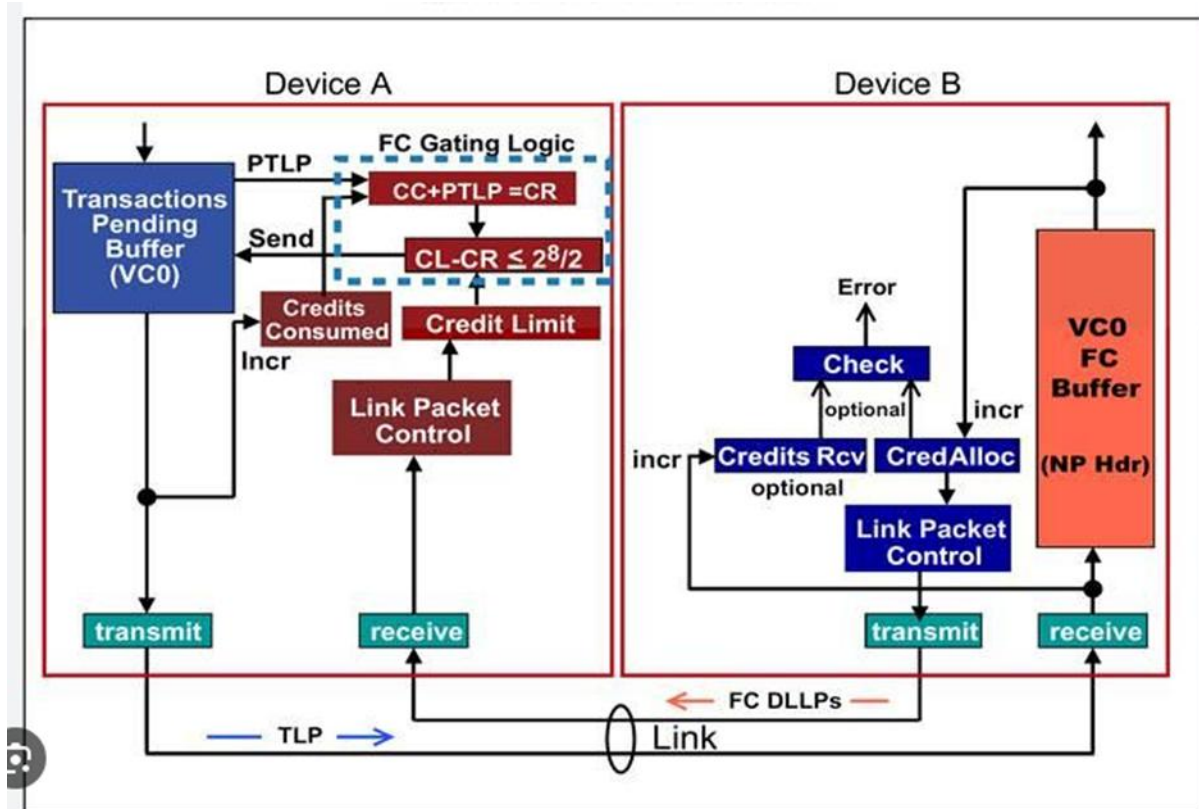 Device A
Device B
FC Gating Logic
PTLP
CC+PTLP =CR
Transactions
Pending
Buffer
(VC0)
Send
CL-CR ≤ 2⁸/2
Credits
Consumed
Incr
Credit Limit
Link Packet
Control
transmit
receive
Error
Check
optional
incr
Credits Rcv
optional
CredAlloc
incr
Link Packet
Control
VC0
FC
Buffer
(NP Hdr)
transmit
receive
FC DLLPs
TLP
Link